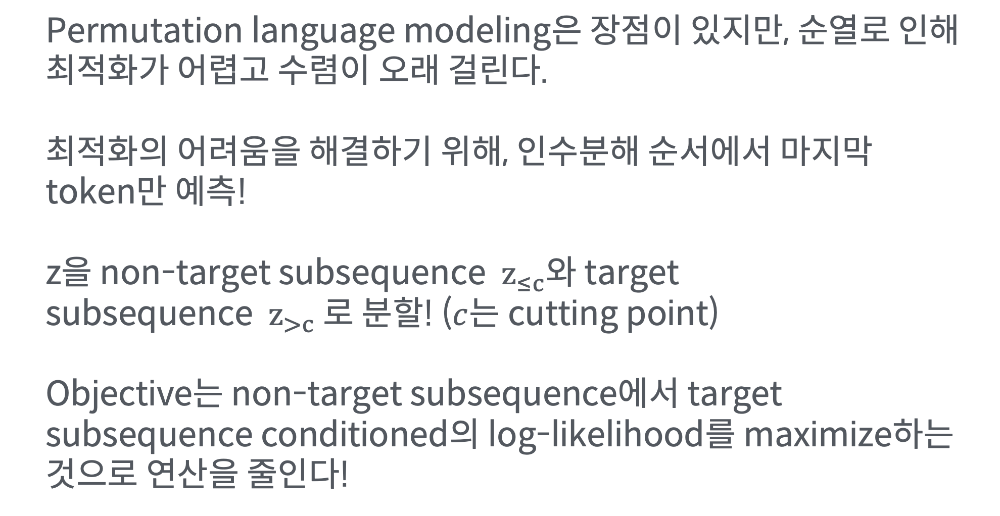 Permutation language modeling은 장점이 있지만, 순열로 인해
최적화가 어렵고 수렴이 오래 걸린다.
최적화의 어려움을 해결하기 위해, 인수분해 순서에서 마지막
token만 예측!
z을 non-target subsequence z≤c와 target
subsequence z>c 로 분할! (c는 cutting point)
Objective는 non-target subsequence에서 target
subsequence conditioned의 log-likelihood를 maximize하는
것으로 연산을 줄인다!